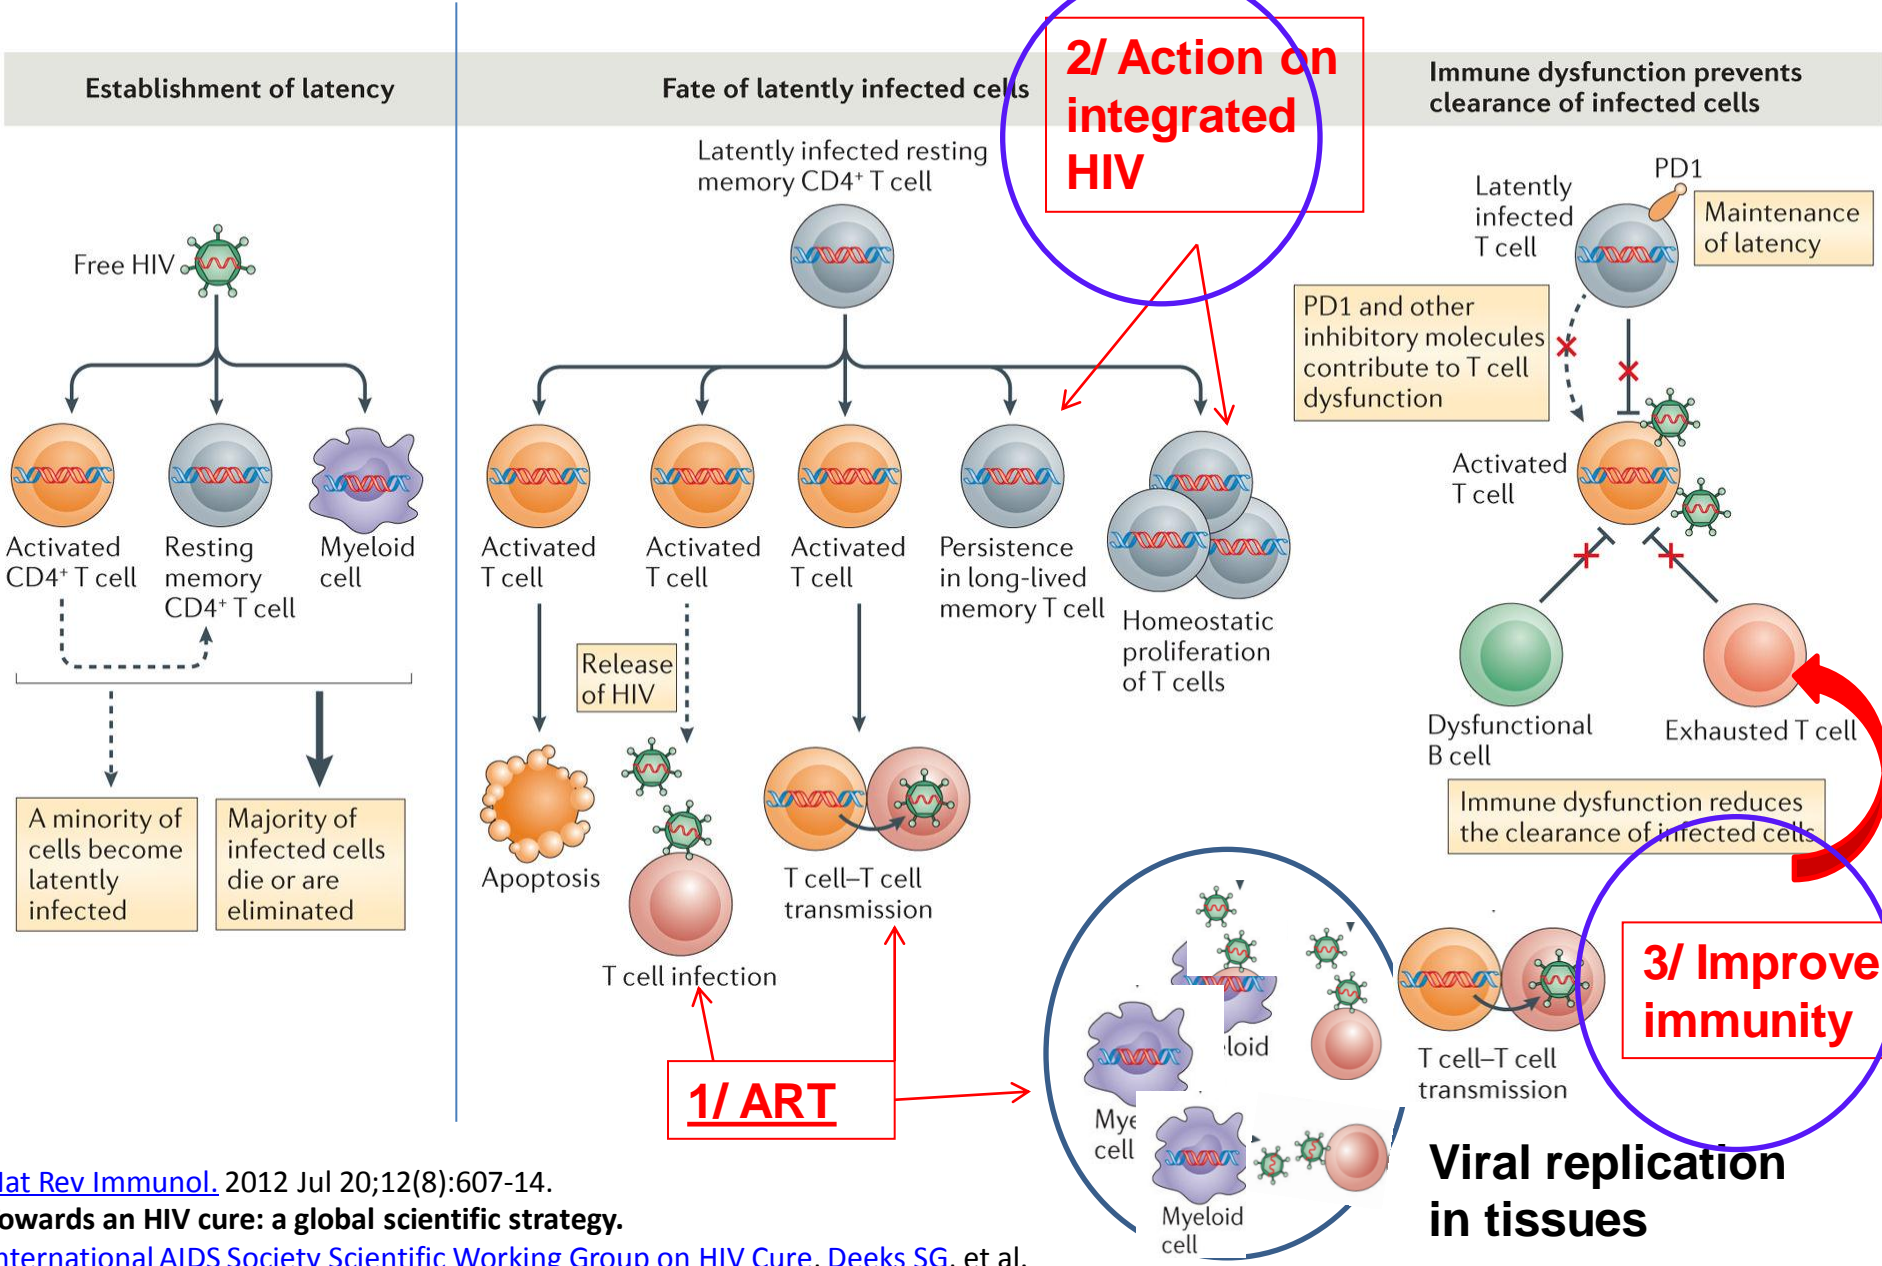 Establishment of latency
Fate of latently infected cells
2/ Action on
integrated
HIV
Immune dysfunction prevents
clearance of infected cells
Free HIV
Activated
CD4⁺ T cell
Resting
memory
CD4⁺ T cell
Myeloid
cell
A minority of
cells become
latently
infected
Majority of
infected cells
die or are
eliminated
Latently infected resting
memory CD4⁺ T cell
Activated
T cell
Activated
T cell
Activated
T cell
Persistence
in long-lived
memory T cell
Homeostatic
proliferation
of T cells
Release
of HIV
Apoptosis
T cell infection
T cell–T cell
transmission
1/ ART
PD1
Latently
infected
T cell
Maintenance
of latency
PD1 and other
inhibitory molecules
contribute to T cell
dysfunction
Activated
T cell
Dysfunctional
B cell
Exhausted T cell
Immune dysfunction reduces
the clearance of infected cells
3/ Improve
immunity
T cell–T cell
transmission
loid
Mye
cell
Myeloid
cell
Viral replication
in tissues
Nat Rev Immunol. 2012 Jul 20;12(8):607-14.
owards an HIV cure: a global scientific strategy.
nternational AIDS Society Scientific Working Group on HIV Cure, Deeks SG, et al.